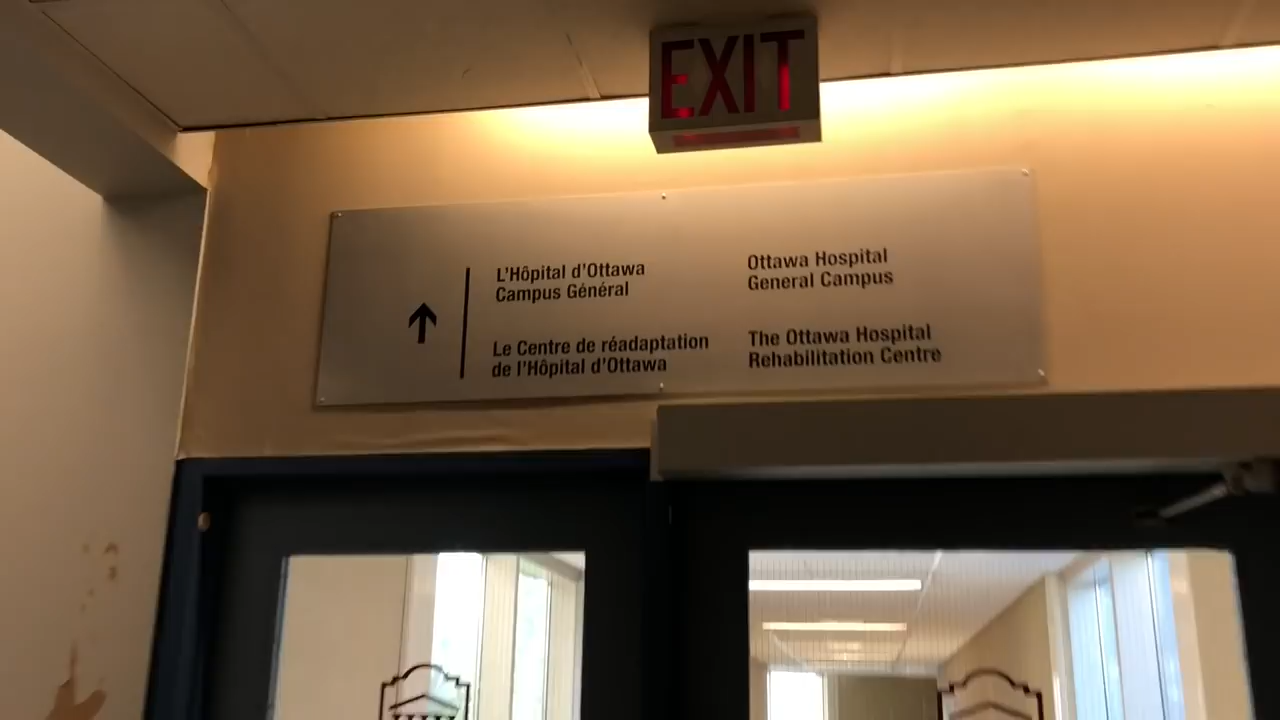 EXIT
L'Hôpital d'Ottawa
Campus Général
Le Centre de réadaptation
de l'Hôpital d'Ottawa
Ottawa Hospital
General Campus
The Ottawa Hospital
Rehabilitation Centre